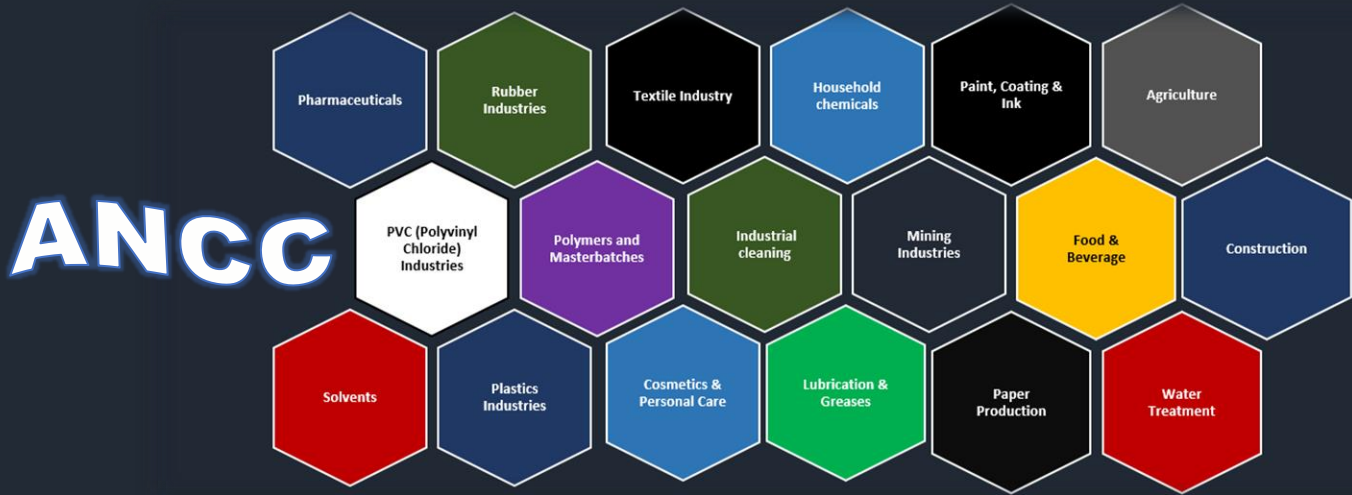 Pharmaceuticals
Rubber
Industries
Textile Industry
Household
chemicals
Paint, Coating &
Ink
Agriculture
ANCC
PVC (Polyvinyl
Chloride)
Industries
Polymers and
Masterbatches
Industrial
cleaning
Mining
Industries
Food &
Beverage
Construction
Solvents
Plastics
Industries
Cosmetics &
Personal Care
Lubrication &
Greases
Paper
Production
Water
Treatment